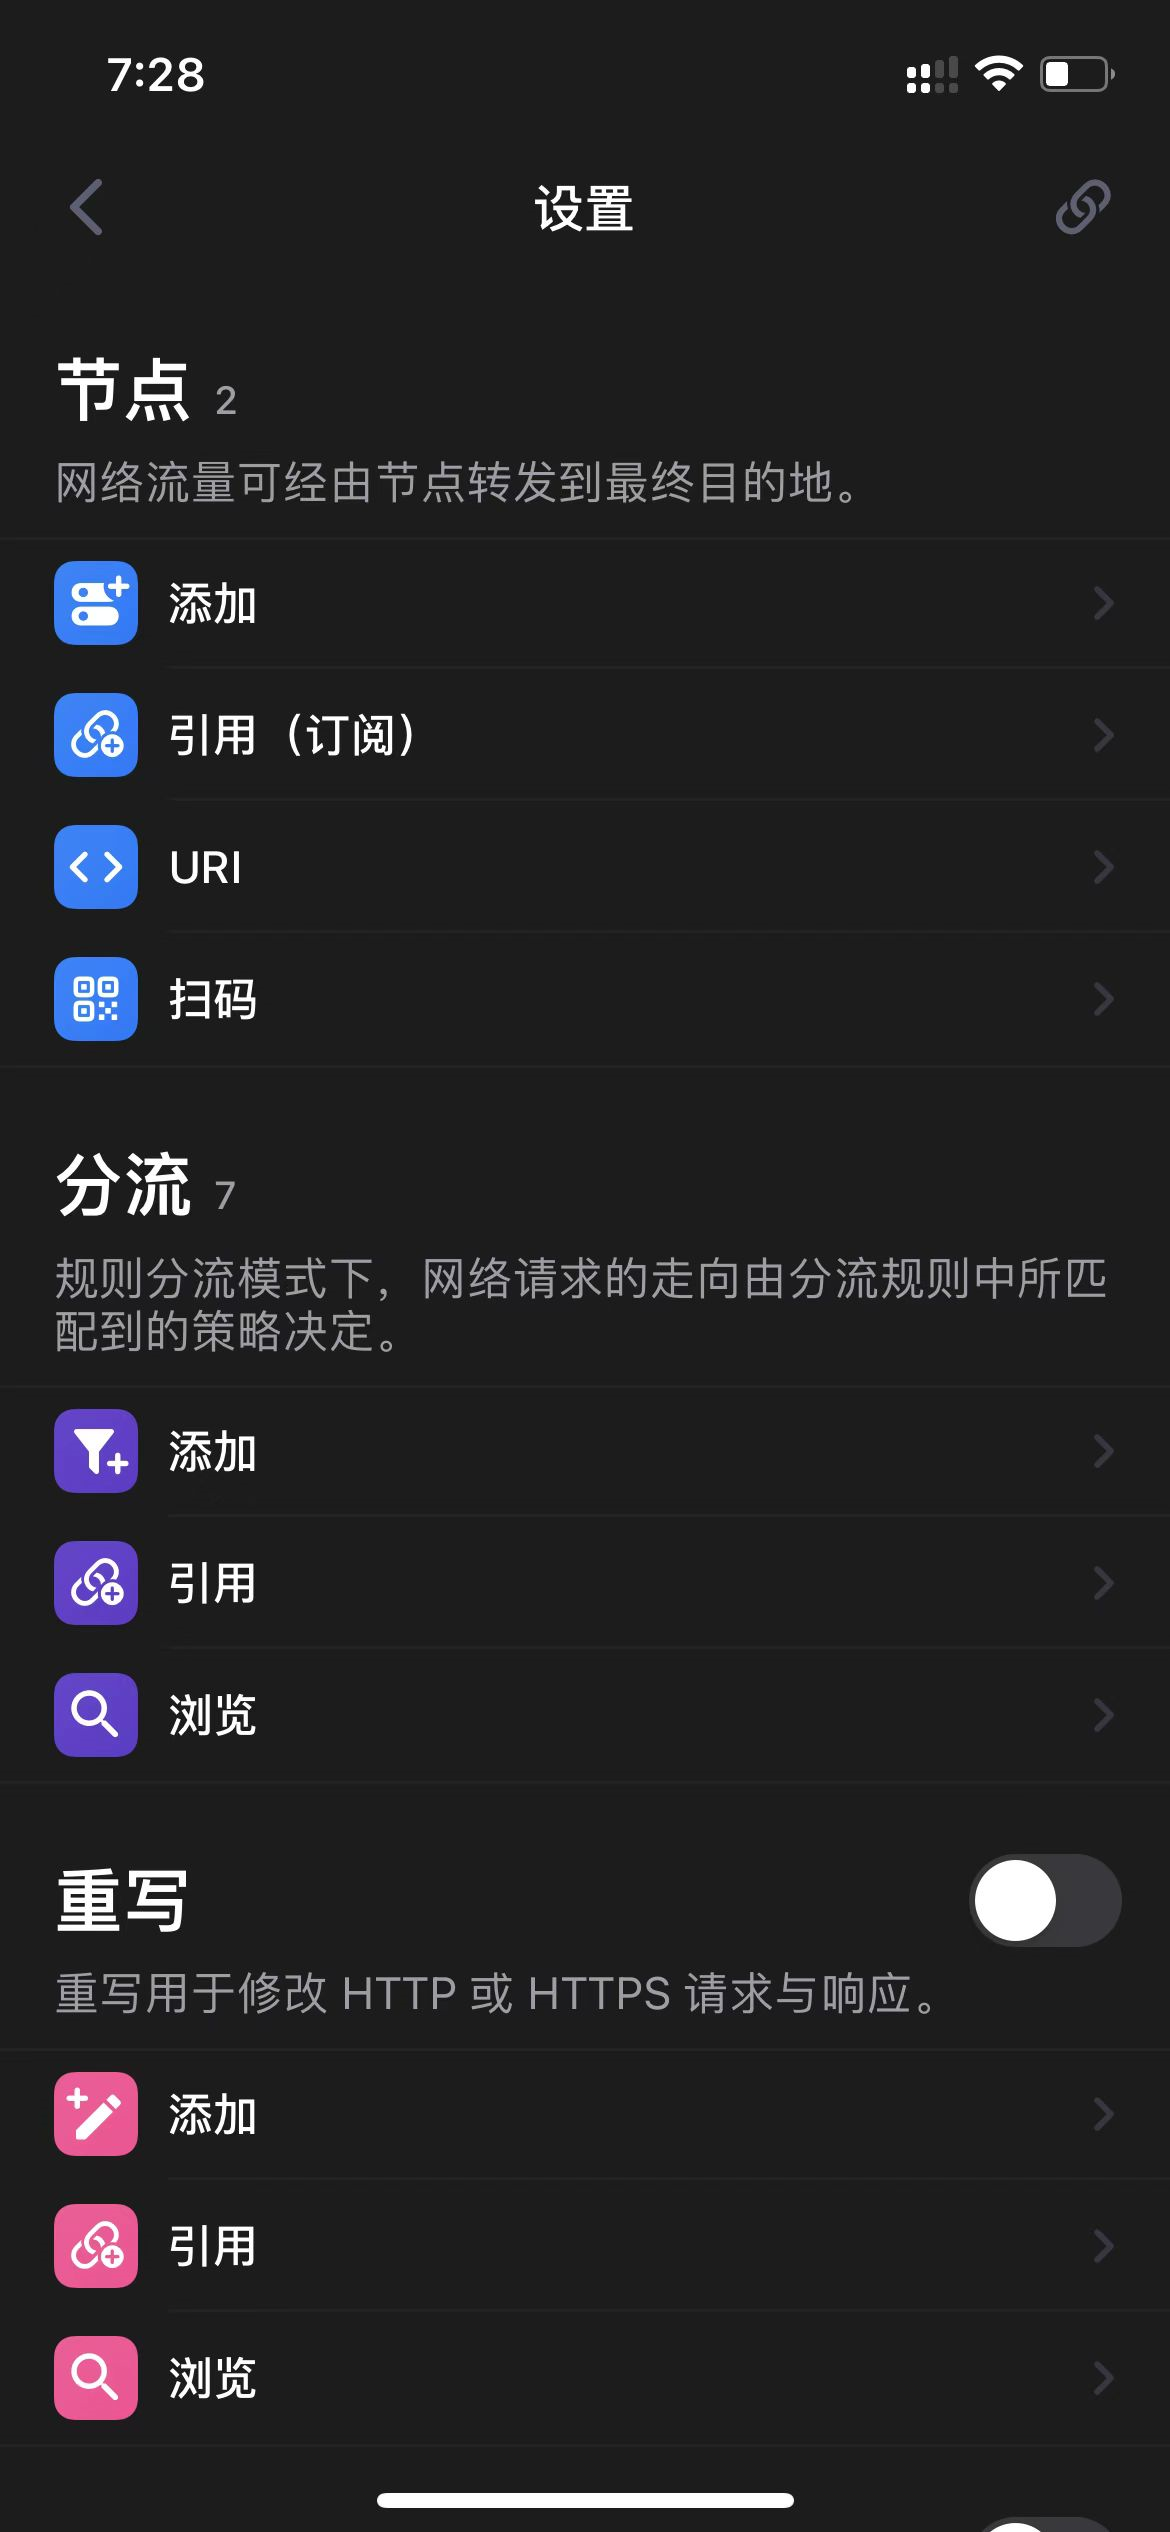 7:28
设置
节点 2
网络流量可经由节点转发到最终目的地。
添加
引用（订阅）
URI
扫码
分流 7
规则分流模式下，网络请求的走向由分流规则中所匹
配到的策略决定。
添加
引用
浏览
重写
重写用于修改 HTTP 或 HTTPS 请求与响应。
添加
引用
浏览